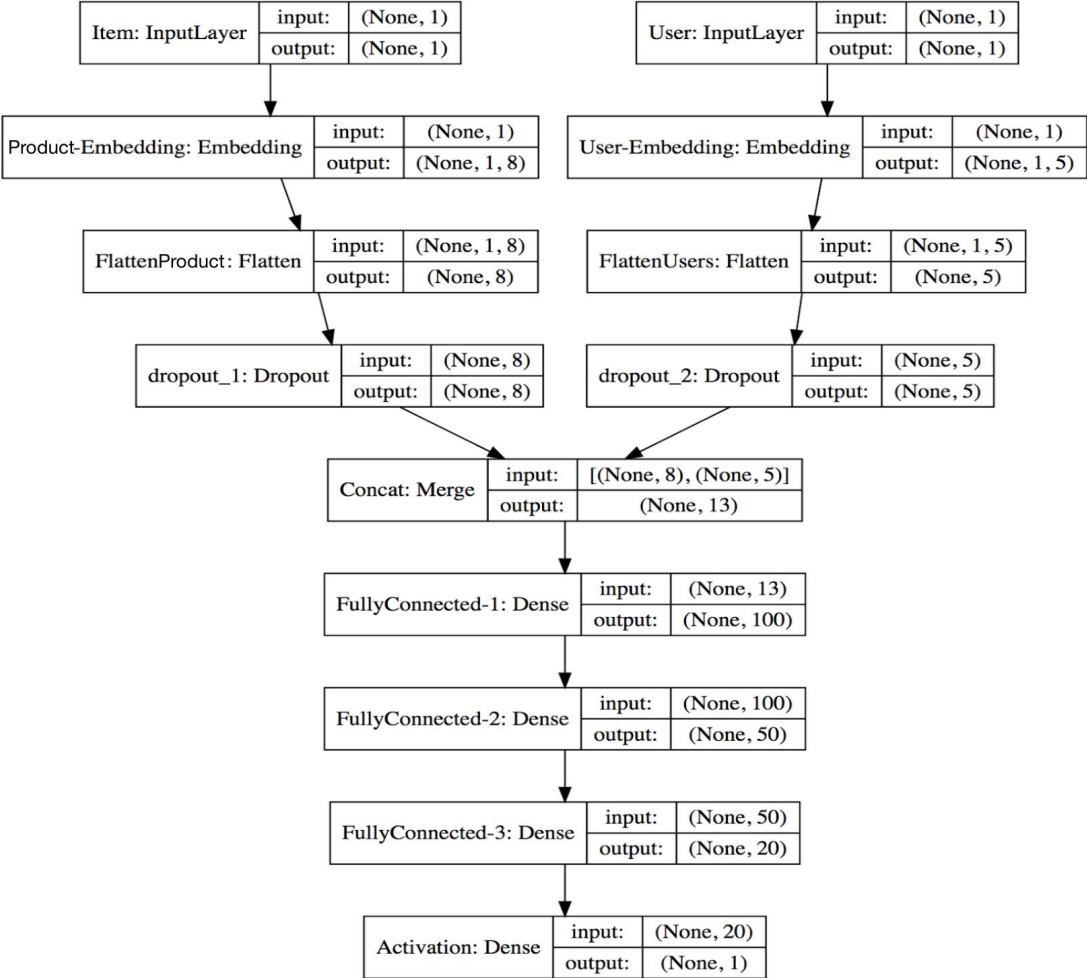 Item: InputLayer input: (None, 1)
output: (None, 1)
User: InputLayer input: (None, 1)
output: (None, 1)
Product-Embedding: Embedding input: (None, 1)
output: (None, 1, 8)
User-Embedding: Embedding input: (None, 1)
output: (None, 1, 5)
FlattenProduct: Flatten input: (None, 1, 8)
output: (None, 8)
FlattenUsers: Flatten input: (None, 1, 5)
output: (None, 5)
dropout_1: Dropout input: (None, 8)
output: (None, 8)
dropout_2: Dropout input: (None, 5)
output: (None, 5)
Concat: Merge input: [(None, 8), (None, 5)]
output: (None, 13)
FullyConnected-1: Dense input: (None, 13)
output: (None, 100)
FullyConnected-2: Dense input: (None, 100)
output: (None, 50)
FullyConnected-3: Dense input: (None, 50)
output: (None, 20)
Activation: Dense input: (None, 20)
output: (None, 1)